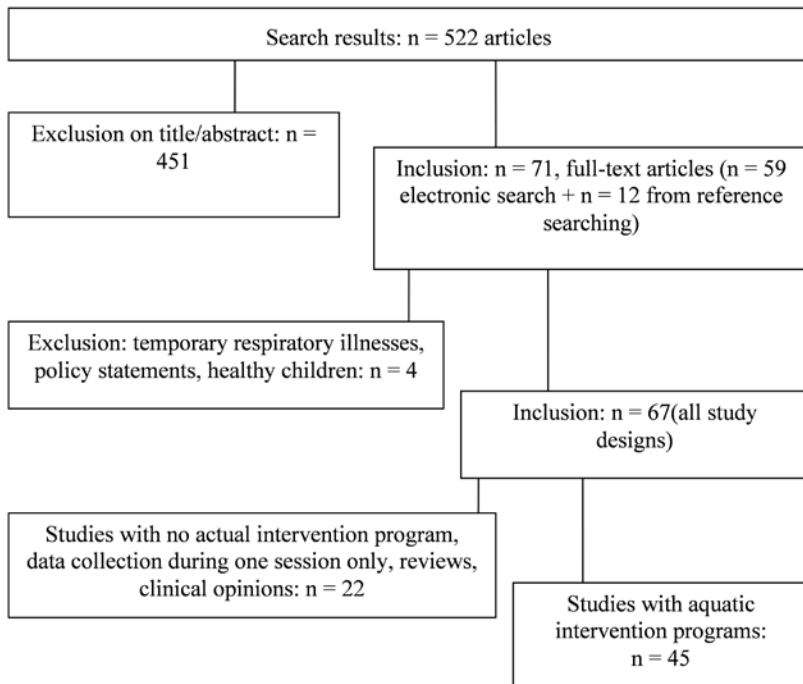 Search results: n = 522 articles
Exclusion on title/abstract: n =
451
Inclusion: n = 71, full-text articles (n = 59
electronic search + n = 12 from reference
searching)
Exclusion: temporary respiratory illnesses,
policy statements, healthy children: n = 4
Inclusion: n = 67(all study
designs)
Studies with no actual intervention program,
data collection during one session only, reviews,
clinical opinions: n = 22
Studies with aquatic
intervention programs:
n = 45